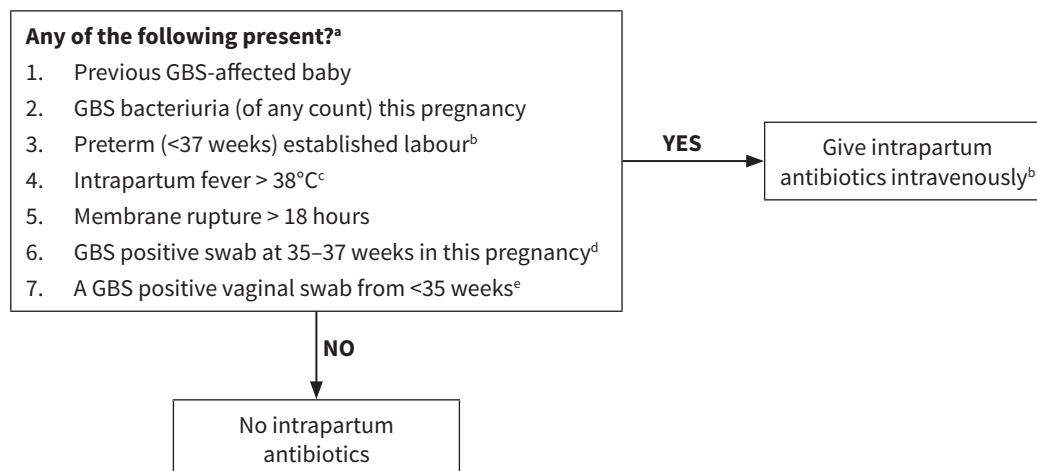 Any of the following present?ᵃ
1. Previous GBS-affected baby
2. GBS bacteriuria (of any count) this pregnancy
3. Preterm (<37 weeks) established labourᵇ
4. Intrapartum fever > 38°Cᶜ
5. Membrane rupture > 18 hours
6. GBS positive swab at 35–37 weeks in this pregnancyᵈ
7. A GBS positive vaginal swab from <35 weeksᵉ
YES
Give intrapartum
antibiotics intravenouslyᵇ
NO
No intrapartum
antibiotics